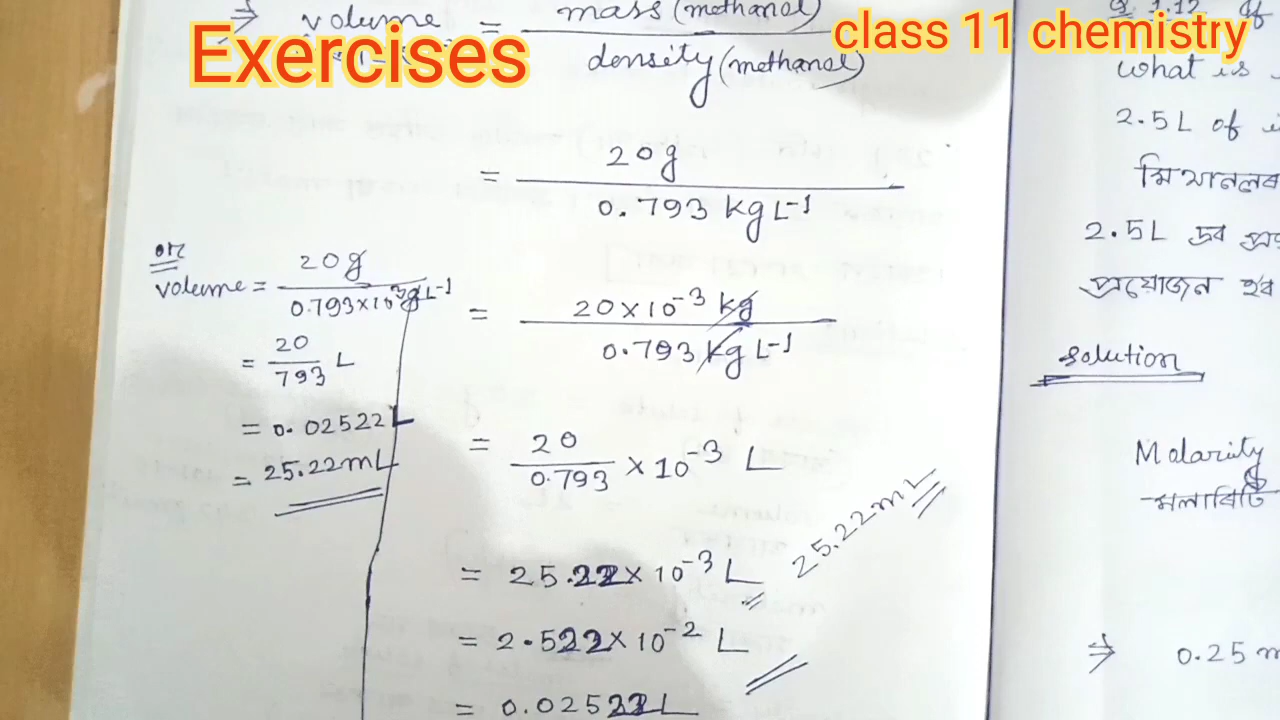 Exercises
class 11 chemistry
⇒ volume = mass (methanol)
density (methanol)
= 20g
0.793 kg L⁻¹
or
volume = 20g
0.793×10³g L⁻¹
= 20
793 L
= 0.02522 L
= 25.22 mL
= 20×10⁻³ kg
0.793 kg L⁻¹
= 20
0.793 × 10⁻³ L
25.22 mL
= 25.22×10⁻³ L
= 2.522×10⁻² L
= 0.02522 L
Q 1.12 If
what is
2.5L of
মিথানলৰ
2.5L দ্ৰৱ
প্ৰয়োজন হ'ব
solution
Molarity
মলাৰিটি
⇒ 0.25 m